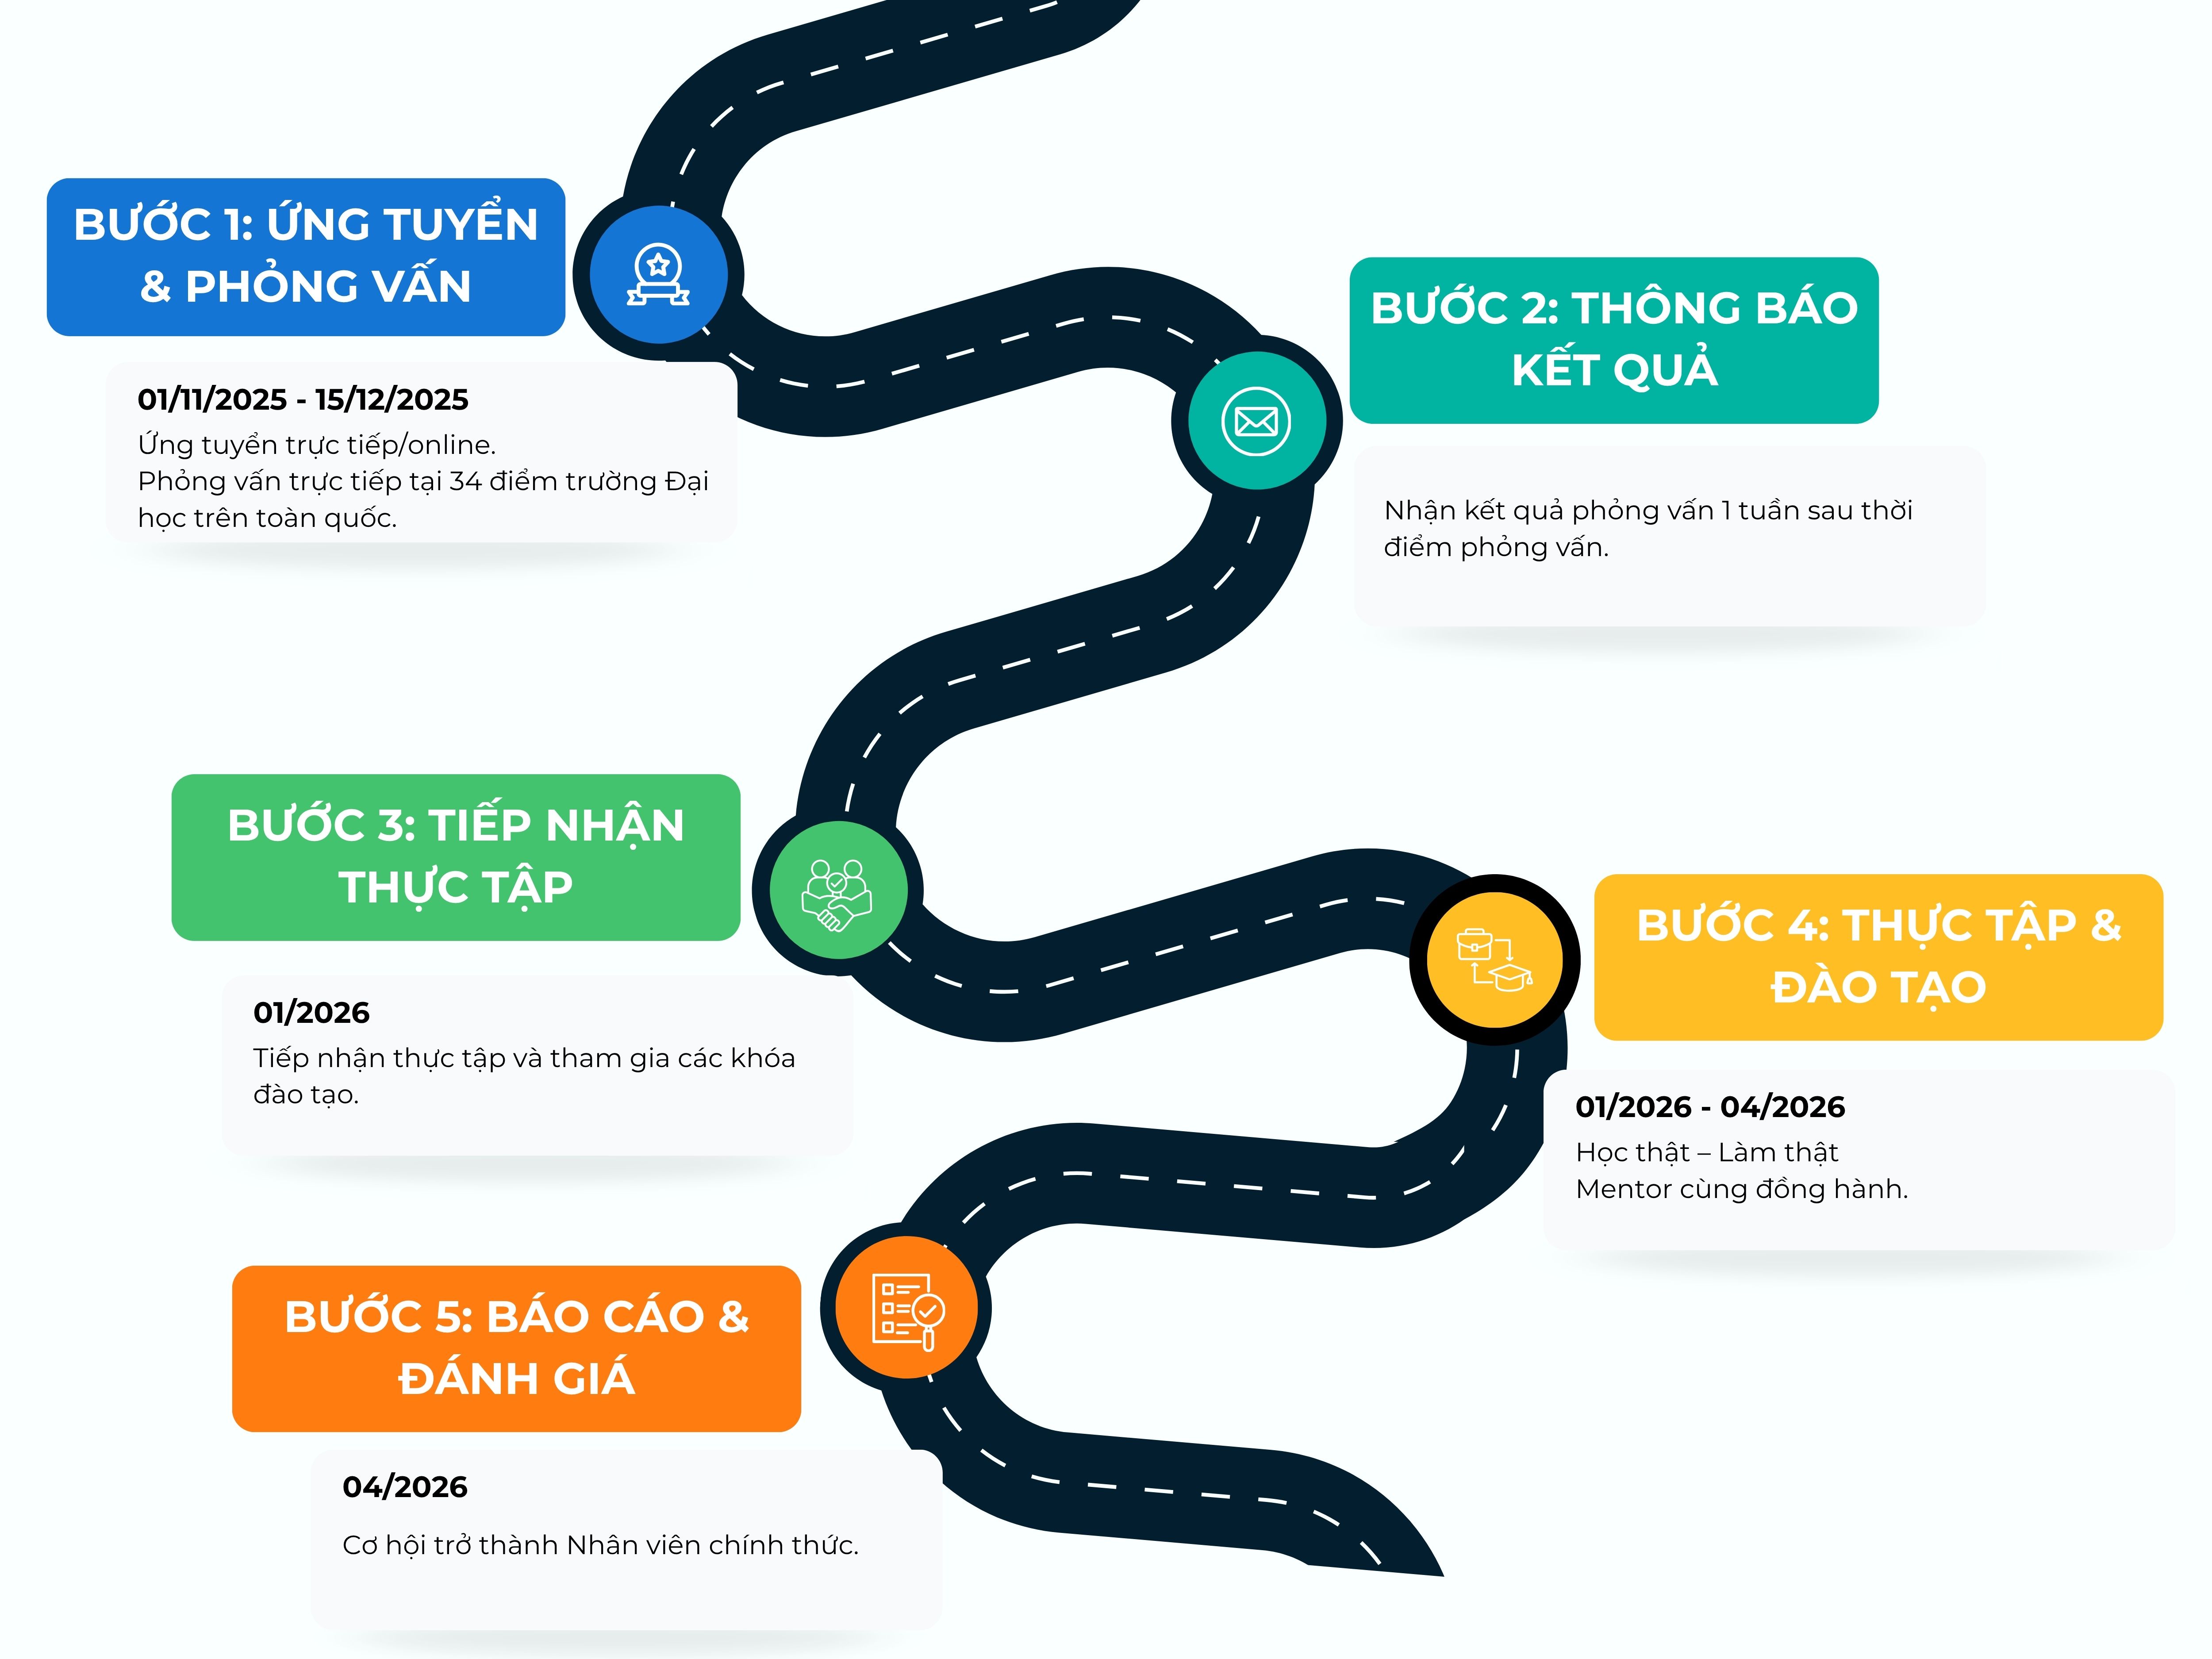 BƯỚC 1: ỨNG TUYỂN
& PHỎNG VẤN
01/11/2025 - 15/12/2025
Ứng tuyển trực tiếp/online.
Phỏng vấn trực tiếp tại 34 điểm trường Đại
học trên toàn quốc.
BƯỚC 2: THÔNG BÁO
KẾT QUẢ
Nhận kết quả phỏng vấn 1 tuần sau thời
điểm phỏng vấn.
BƯỚC 3: TIẾP NHẬN
THỰC TẬP
01/2026
Tiếp nhận thực tập và tham gia các khóa
đào tạo.
BƯỚC 4: THỰC TẬP &
ĐÀO TẠO
01/2026 - 04/2026
Học thật – Làm thật
Mentor cùng đồng hành.
BƯỚC 5: BÁO CÁO &
ĐÁNH GIÁ
04/2026
Cơ hội trở thành Nhân viên chính thức.